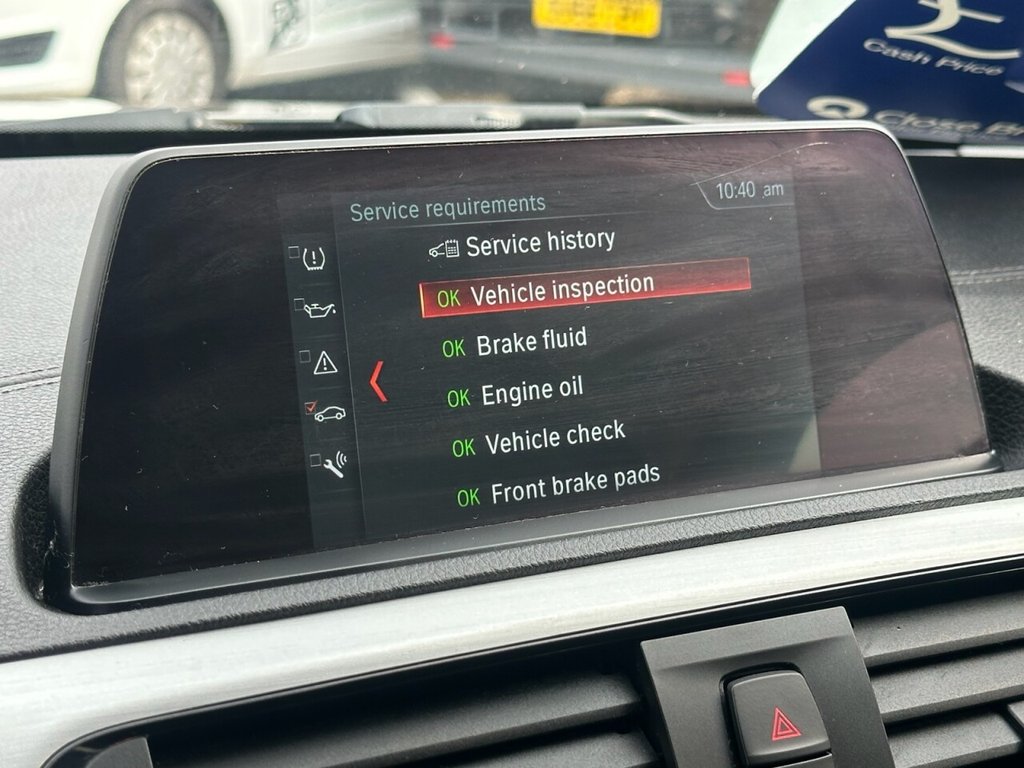 Cash Price
Service requirements
10:40 am
Service history
OK Vehicle inspection
OK Brake fluid
OK Engine oil
OK Vehicle check
OK Front brake pads